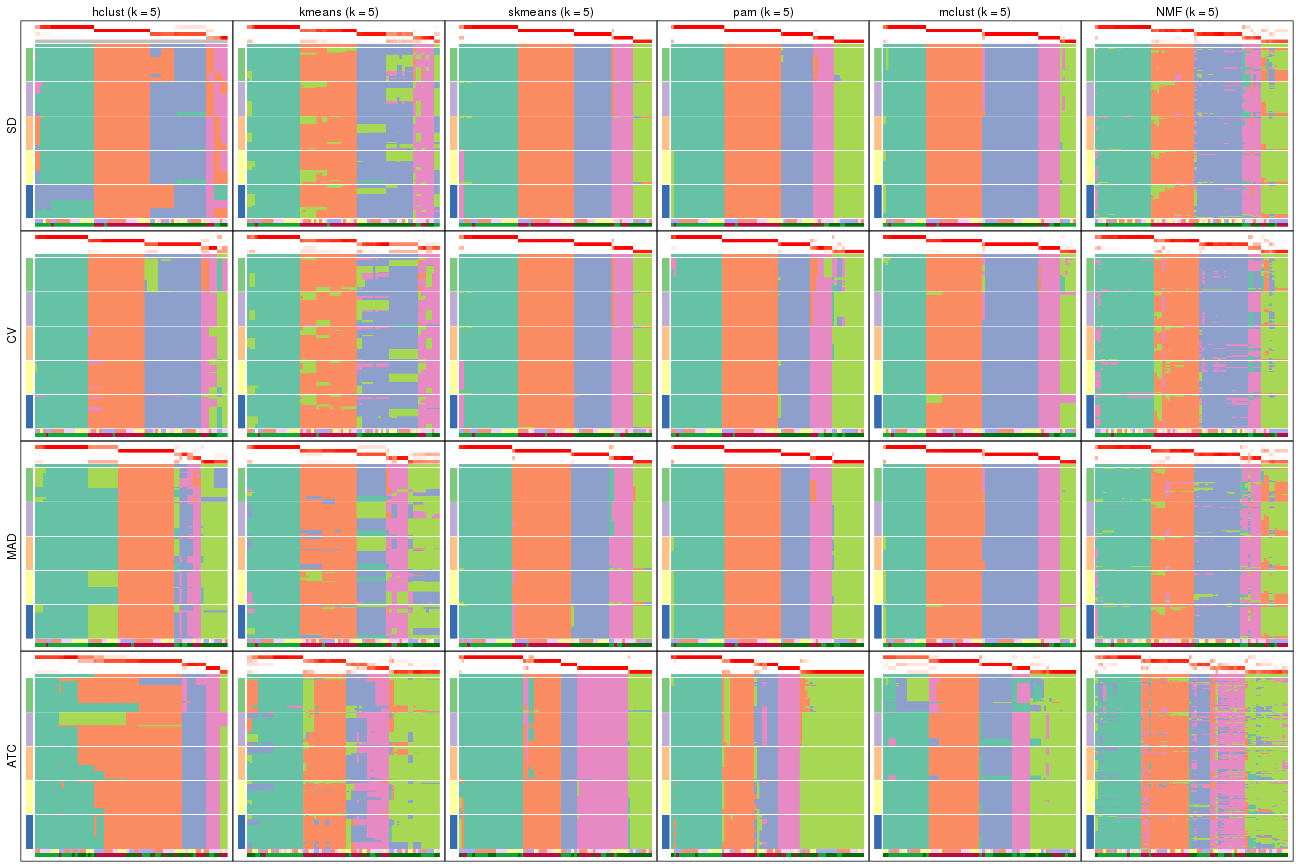 hclust (k = 5)
kmeans (k = 5)
skmeans (k = 5)
pam (k = 5)
mclust (k = 5)
NMF (k = 5)
SD
CV
MAD
ATC